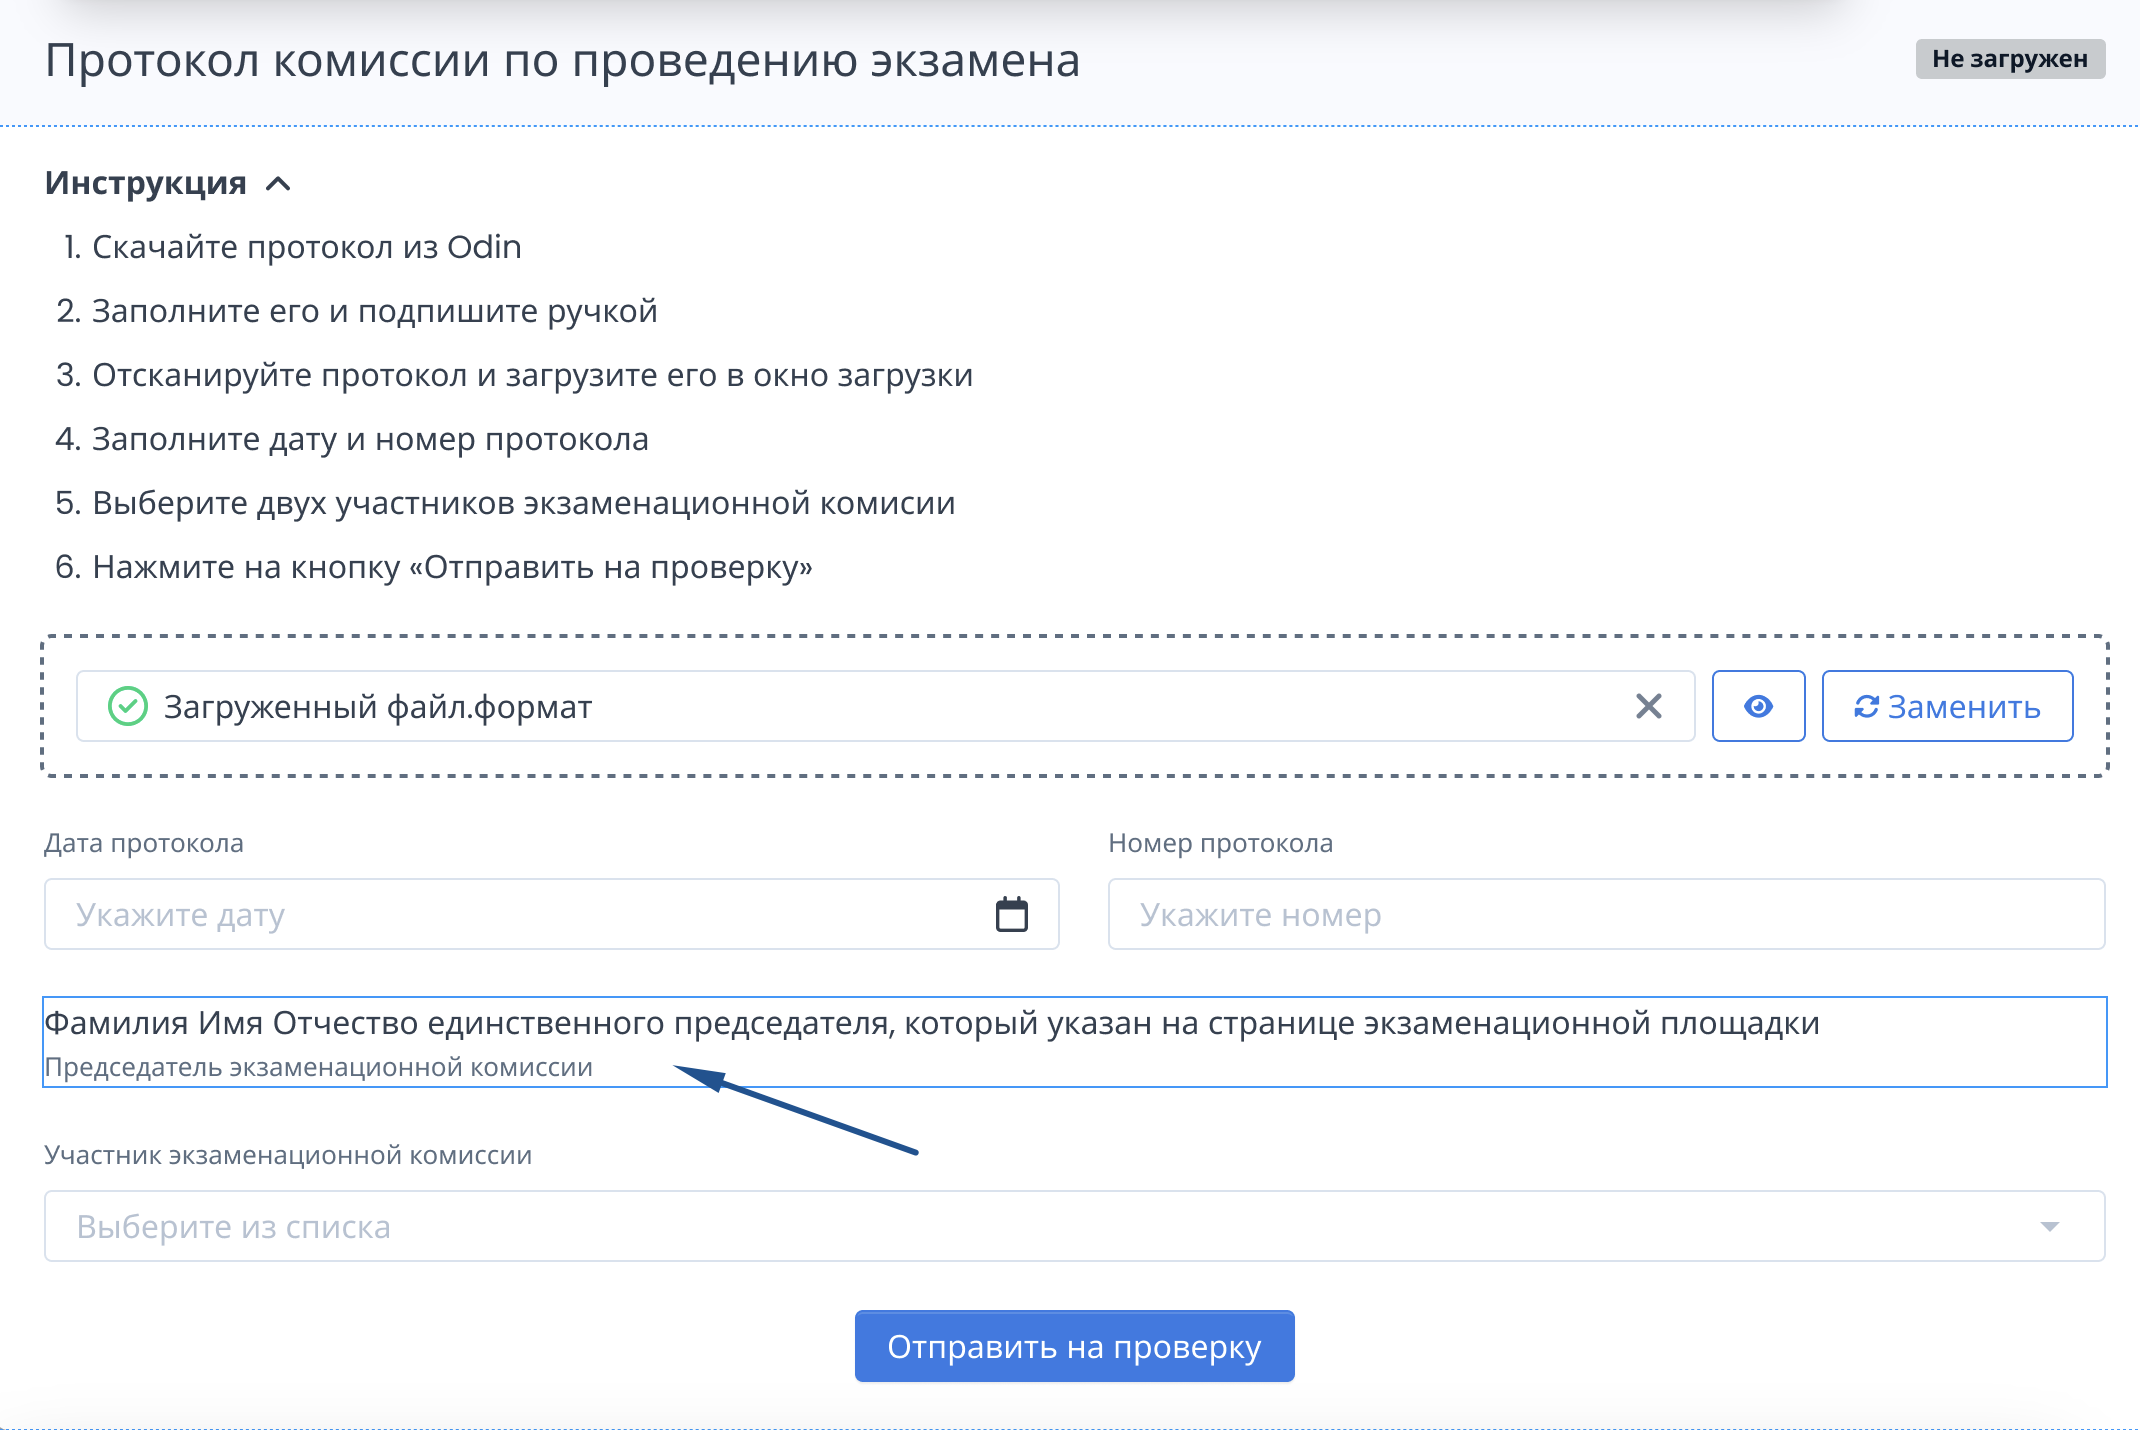 Протокол комиссии по проведению экзамена
Не загружен
Инструкция
1. Скачайте протокол из Odin
2. Заполните его и подпишите ручкой
3. Отсканируйте протокол и загрузите его в окно загрузки
4. Заполните дату и номер протокола
5. Выберите двух участников экзаменационной комисии
6. Нажмите на кнопку «Отправить на проверку»
Загруженный файл.формат
Заменить
Дата протокола
Номер протокола
Укажите дату
Укажите номер
Фамилия Имя Отчество единственного председателя, который указан на странице экзаменационной площадки
Председатель экзаменационной комиссии
Участник экзаменационной комиссии
Выберите из списка
Отправить на проверку